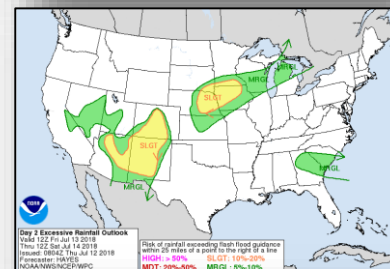 MRGL
MRGL
SLGT
SLGT
MRGL
MRGL
noaa
Day 2 Excessive Rainfall Outlook
Valid 12Z Fri Jul 13 2018
Thru 12Z Sat Jul 14 2018
Issued: 0804Z Thu Jul 12 2018
Forecaster: HAYES
NOAA/NWS/NCEP/WPC
Risk of rainfall exceeding flash flood guidance
within 25 miles of a point to the right of a line
HIGH: > 50% SLGT: 10%-20%
MDT: 20%-50% MRGL: 5%-10%